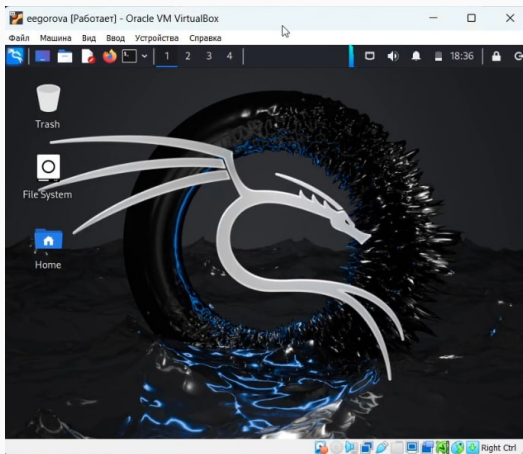 eegorova [Работает] - Oracle VM VirtualBox
Файл Машина Вид Ввод Устройства Справка
1 2 3 4 18:36
Trash
File System
Home
Right Ctrl